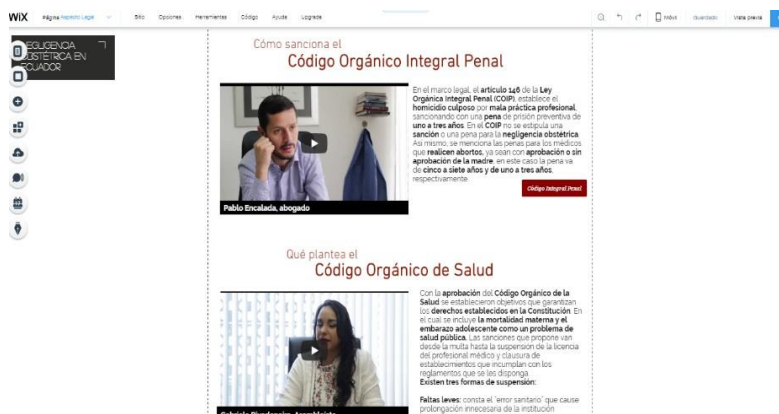 WiX
Página Aspecto Legal
Sitio Opciones Herramientas Código Ayuda Upgrade
Móvil Guardado Vista previa
NEGLIGENCIA
OBSTÉTRICA EN
ECUADOR
Cómo sanciona el
Código Orgánico Integral Penal
En el marco legal, el artículo 146 de la Ley
Orgánica Integral Penal (COIP), establece el
homicidio culposo por mala práctica profesional,
sancionando con una pena de prisión preventiva de
uno a tres años. En el COIP no se estipula una
sanción o una pena para la negligencia obstétrica.
Así mismo, se menciona las penas para los médicos
que realicen abortos, ya sean con aprobación o sin
aprobación de la madre, en este caso la pena va
de cinco a siete años y de uno a tres años,
respectivamente.
Código Integral Penal
Pablo Encalada, abogado
Qué plantea el
Código Orgánico de Salud
Con la aprobación del Código Orgánico de la
Salud se establecieron objetivos que garantizan
los derechos establecidos en la Constitución. En
el cual se incluye la mortalidad materna y el
embarazo adolescente como un problema de
salud pública. Las sanciones que propone van
desde la multa hasta la suspensión de la licencia
del profesional médico y clausura de
establecimientos que incumplan con los
reglamentos que se les disponga.
Existen tres formas de suspensión:
Faltas leves: consta el "error sanitario" que cause
prolongación innecesaria de la institución